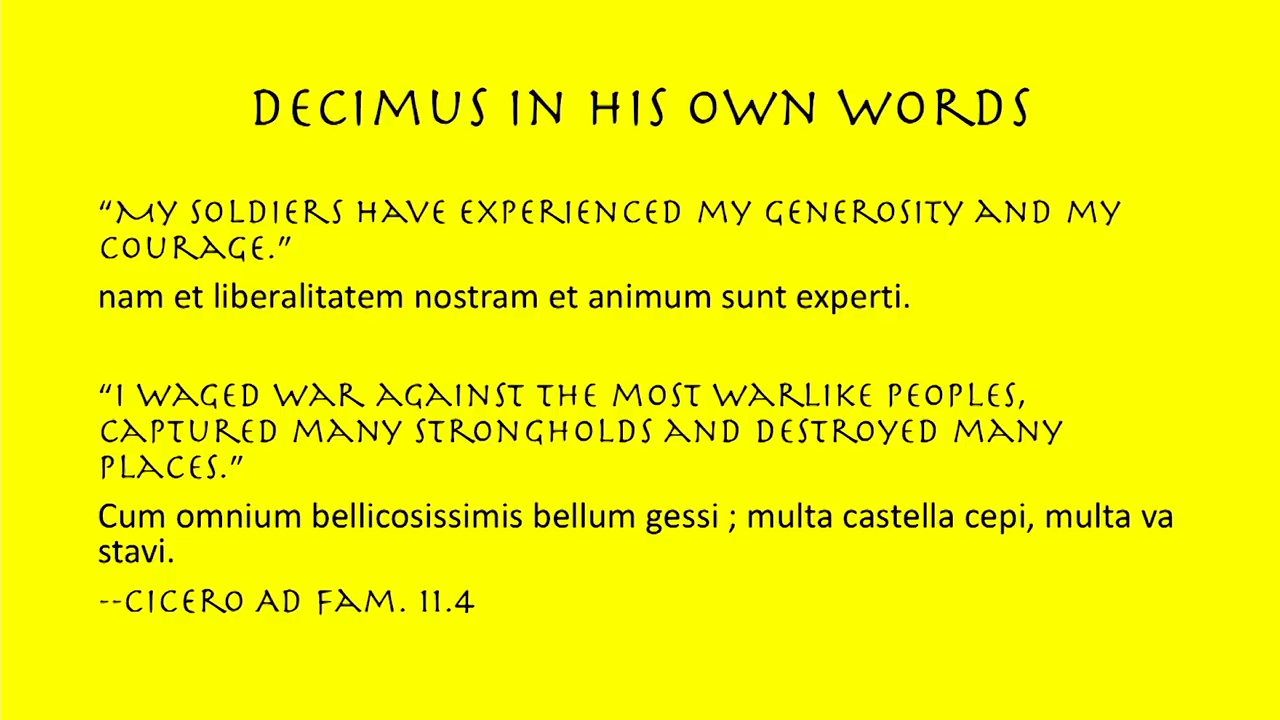 DECIMUS IN HIS OWN WORDS
“MY SOLDIERS HAVE EXPERIENCED MY GENEROSITY AND MY
COURAGE.”
nam et liberalitatem nostram et animum sunt experti.
“I WAGED WAR AGAINST THE MOST WARLIKE PEOPLES,
CAPTURED MANY STRONGHOLDS AND DESTROYED MANY
PLACES.”
Cum omnium bellicosissimis bellum gessi ; multa castella cepi, multa va
stavi.
--CICERO AD FAM. 11.4